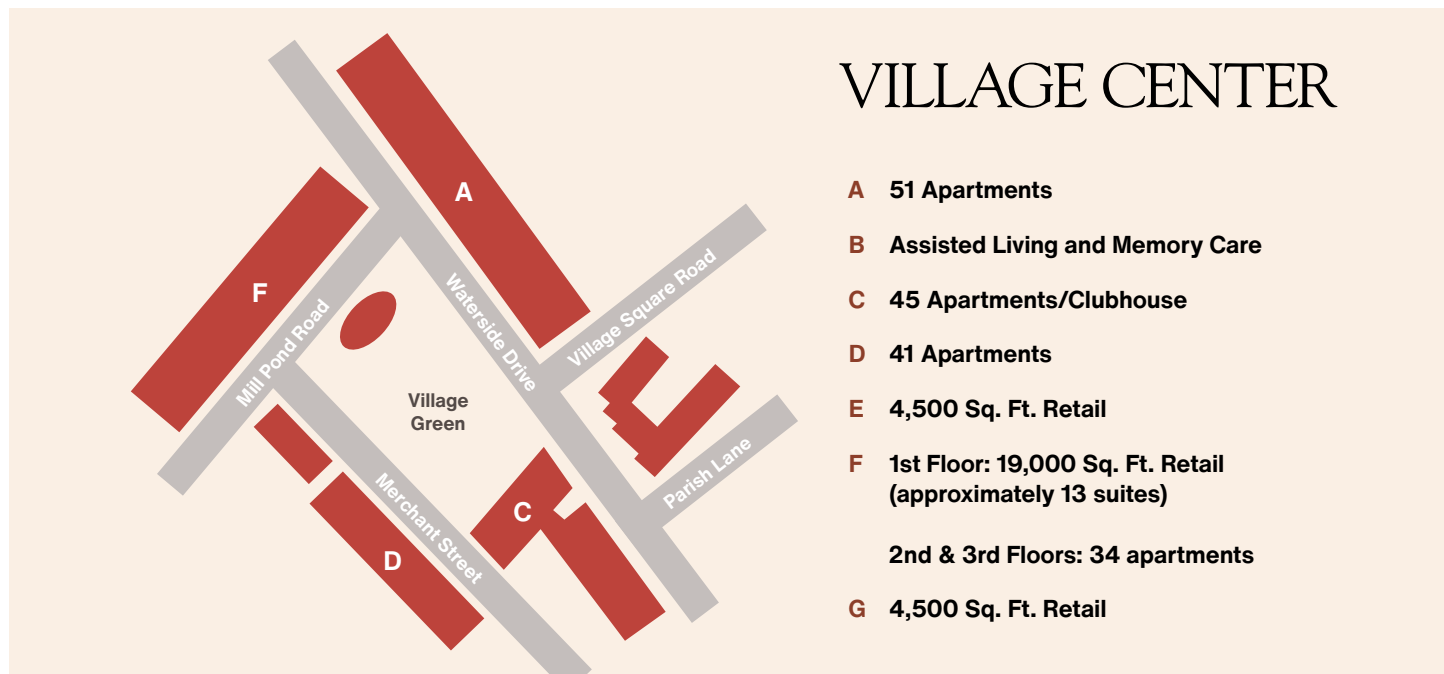 VILLAGE CENTER
A 51 Apartments
B Assisted Living and Memory Care
C 45 Apartments/Clubhouse
D 41 Apartments
E 4,500 Sq. Ft. Retail
F 1st Floor: 19,000 Sq. Ft. Retail
(approximately 13 suites)
2nd & 3rd Floors: 34 apartments
G 4,500 Sq. Ft. Retail
A
F
Mill Pond Road
Waterside Drive
Village Square Road
Village
Green
Parish Lane
Merchant Street
C
D